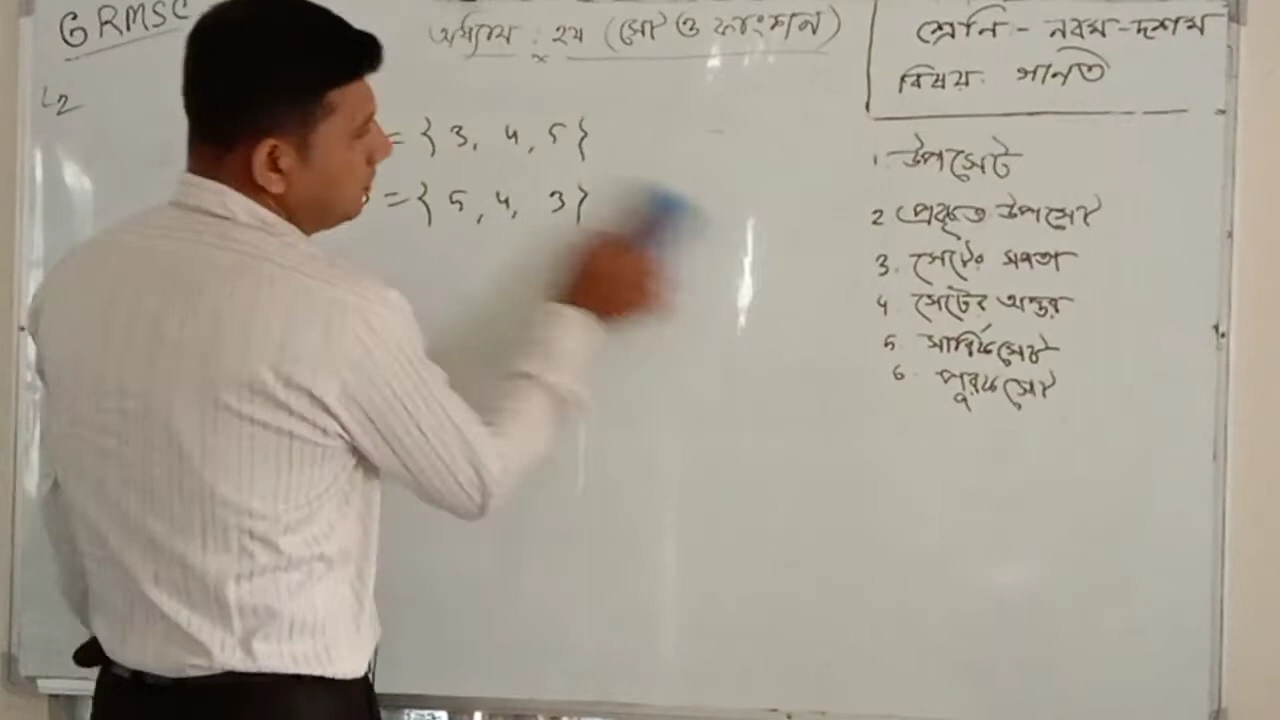 GRMSC
অধ্যায় : ২য় (সেট ও ফাংশন)
শ্রেনি - নবম-দশম
বিষয়: গনিত
L2
= {3, 4, 5}
= {5, 4, 3}
1. উপসেট
2 প্রকৃত উপসেট
3. সেটের সমতা
4 সেটের অন্তর
5 সার্বিক সেট
6. পূরক সেট